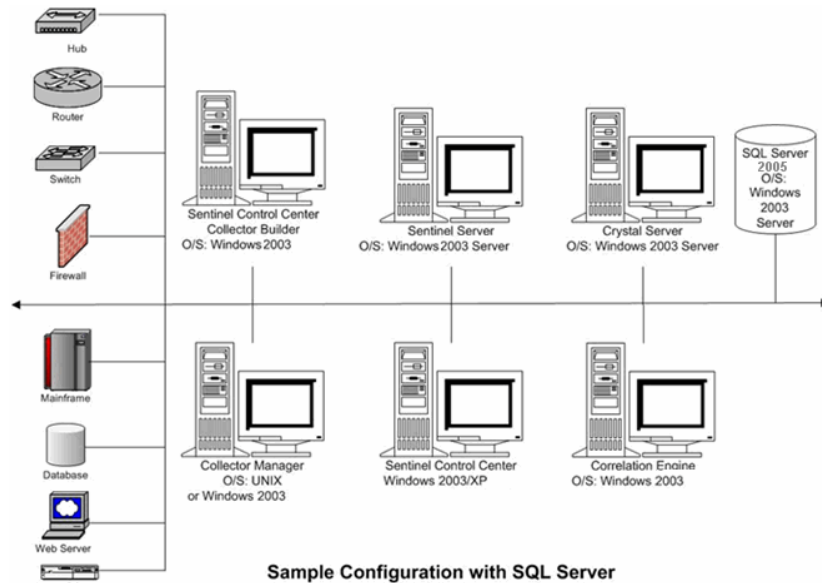 Hub
Router
Switch
Firewall
Mainframe
Database
Web Server
Sentinel Control Center
Collector Builder
O/S: Windows 2003
Sentinel Server
O/S: Windows 2003 Server
Crystal Server
O/S: Windows 2003 Server
SQL Server
2005
O/S:
Windows
2003
Server
Collector Manager
O/S: UNIX
or Windows 2003
Sentinel Control Center
Windows 2003/XP
Correlation Engine
O/S: Windows 2003
Sample Configuration with SQL Server